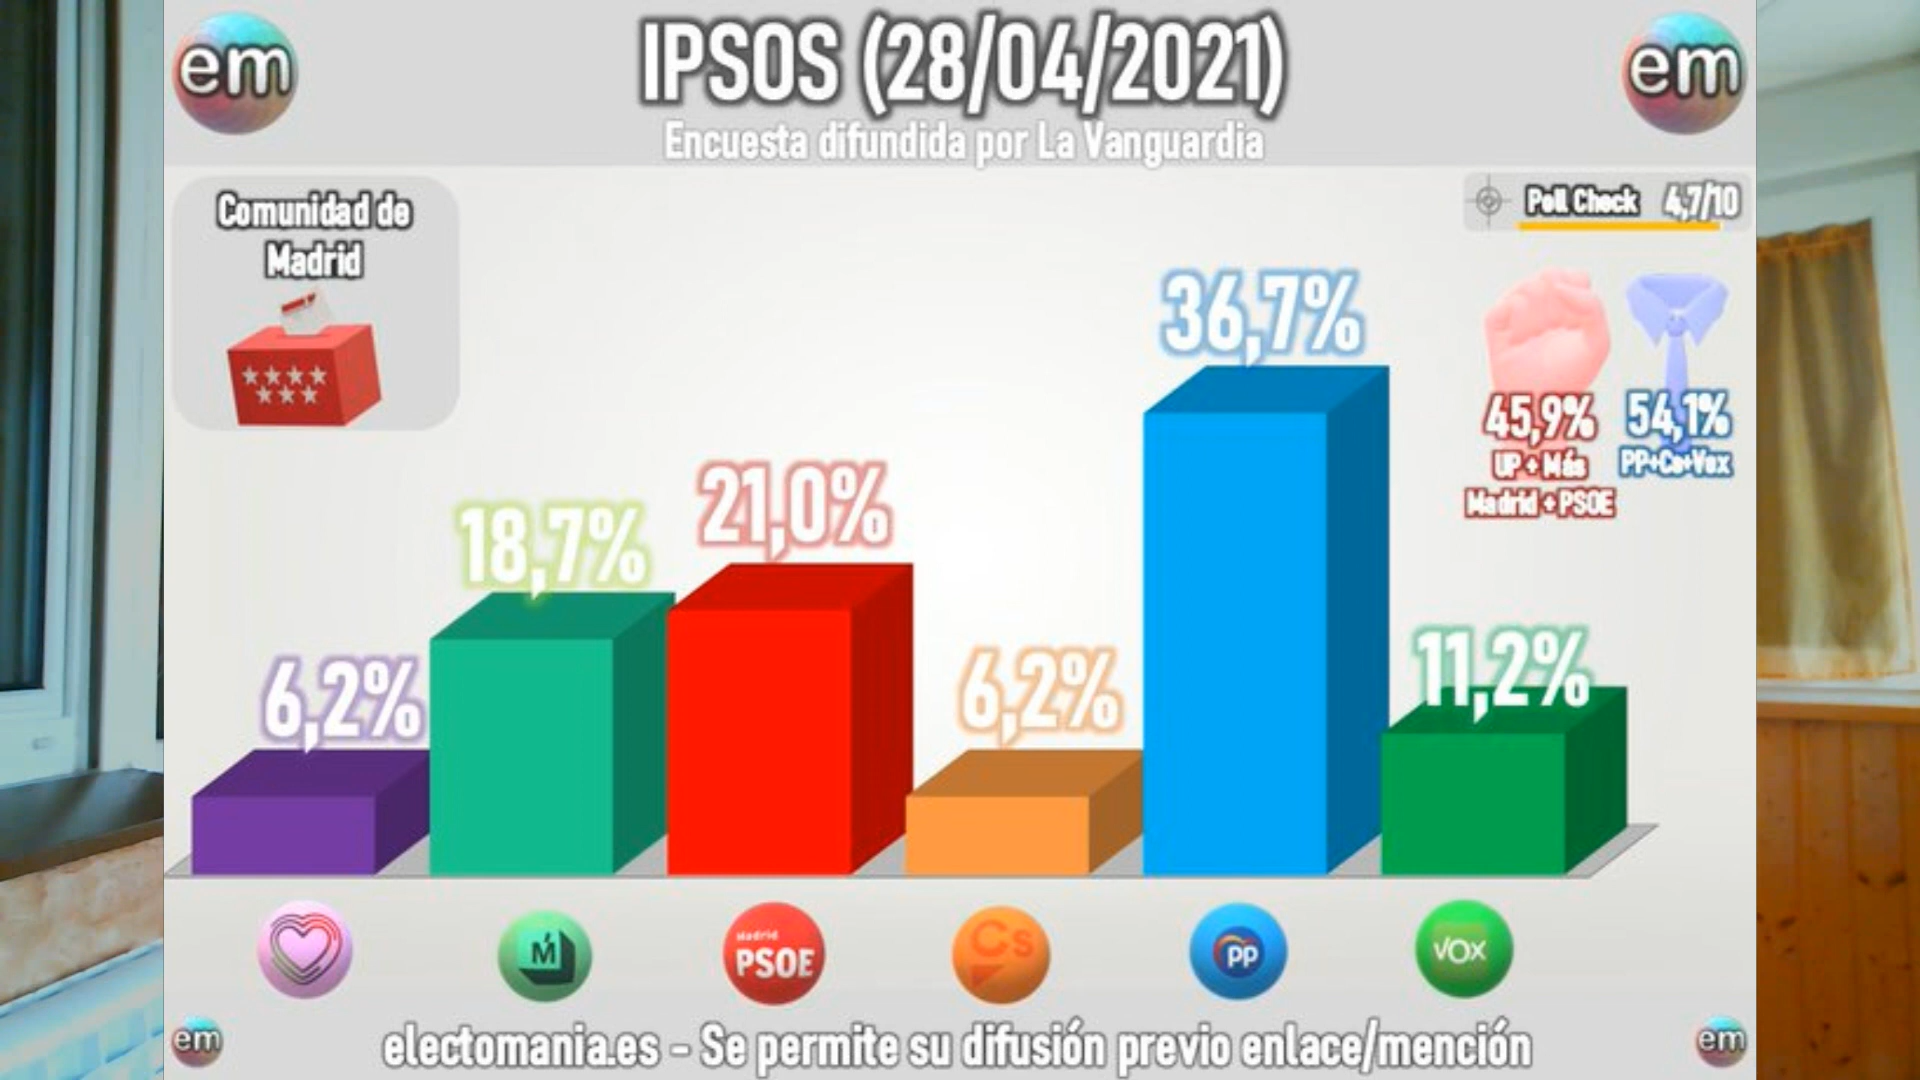 em
IPSOS (28/04/2021)
em
Encuesta difundida por La Vanguardia
Comunidad de
Madrid
Poll Check 4,7/10
36,7%
45,9%
54,1%
UP + Más
Madrid + PSOE
PP+Cs+Vox
21,0%
18,7%
11,2%
6,2%
6,2%
M
Madrid
PSOE
Cs
PP
VOX
em
electomania.es - Se permite su difusión previo enlace/mención
em